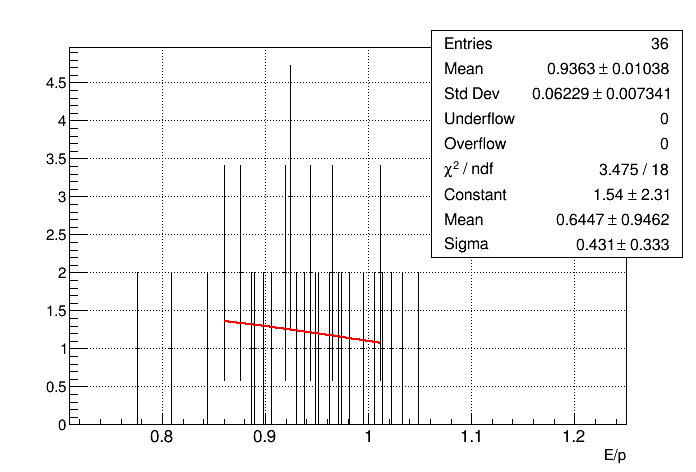 Entries 36
Mean 0.9363 ± 0.01038
Std Dev 0.06229 ± 0.007341
Underflow 0
Overflow 0
χ² / ndf 3.475 / 18
Constant 1.54 ± 2.31
Mean 0.6447 ± 0.9462
Sigma 0.431 ± 0.333
4.5
4
3.5
3
2.5
2
1.5
1
0.5
0
0.8 0.9 1 1.1 1.2
E/p